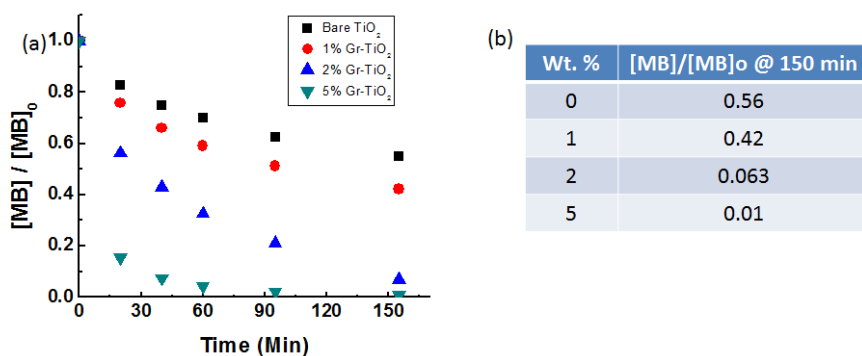 (a)
Bare TiO₂
1% Gr-TiO₂
2% Gr-TiO₂
5% Gr-TiO₂
[MB] / [MB]₀
1.0
0.8
0.6
0.4
0.2
0.0
0 30 60 90 120 150
Time (Min)
(b)
Wt. % [MB]/[MB]o @ 150 min
0 0.56
1 0.42
2 0.063
5 0.01